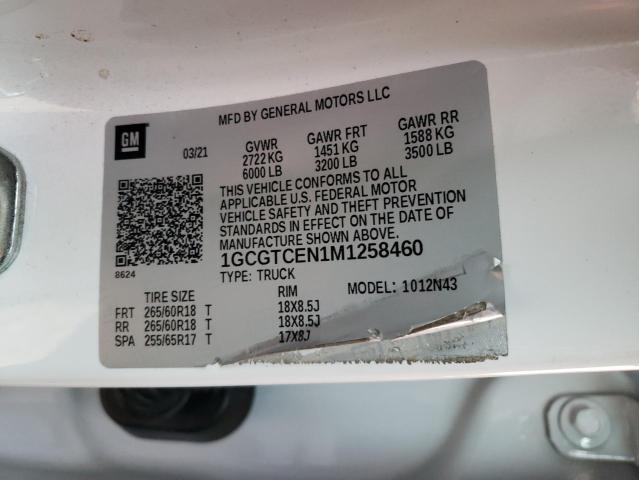 MFD BY GENERAL MOTORS LLC
GM
03/21
GVWR GAWR FRT GAWR RR
2722 KG 1451 KG 1588 KG
6000 LB 3200 LB 3500 LB
THIS VEHICLE CONFORMS TO ALL
APPLICABLE U.S. FEDERAL MOTOR
VEHICLE SAFETY AND THEFT PREVENTION
STANDARDS IN EFFECT ON THE DATE OF
MANUFACTURE SHOWN ABOVE.
8624
1GCGTCEN1M1258460
TYPE: TRUCK
MODEL: 1012N43
TIRE SIZE RIM
FRT 265/60R18 T 18X8.5J
RR 265/60R18 T 18X8.5J
SPA 255/65R17 T 17X8J